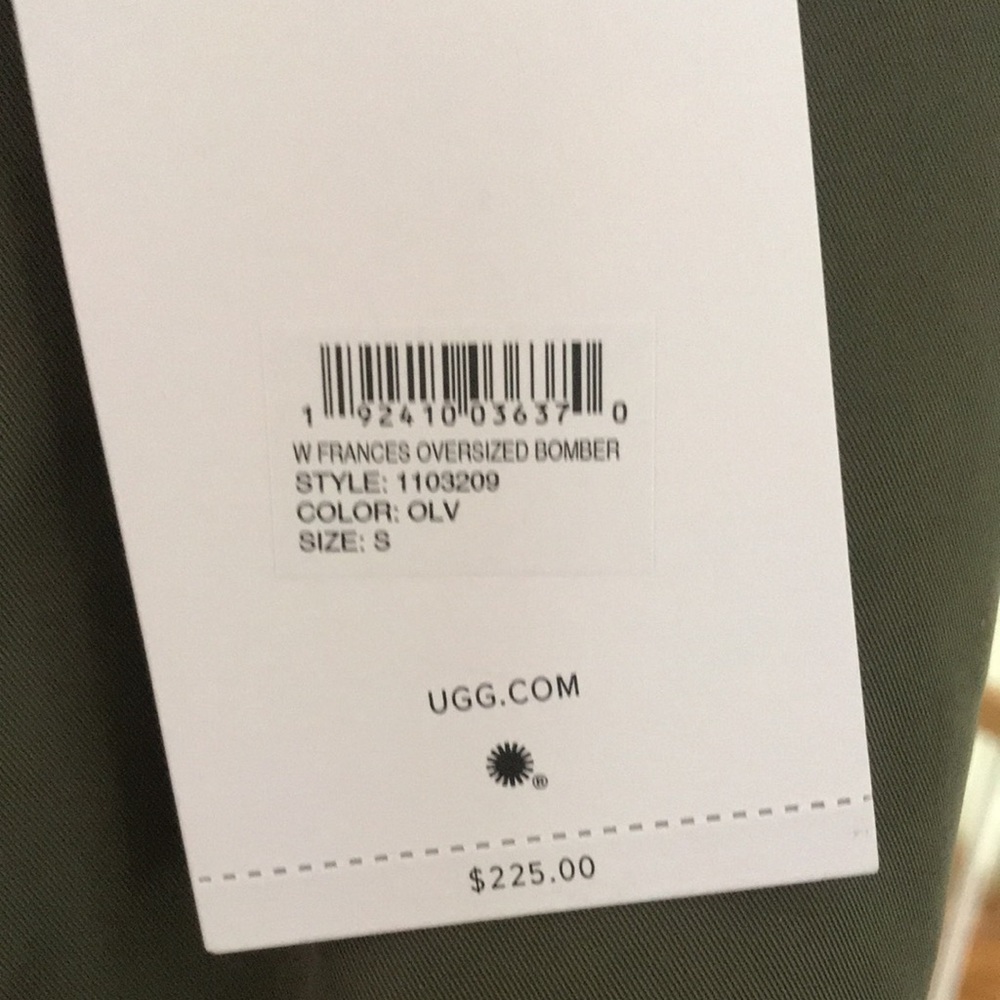 1 92410 03637 0
W FRANCES OVERSIZED BOMBER
STYLE: 1103209
COLOR: OLV
SIZE: S
UGG.COM
®
$225.00